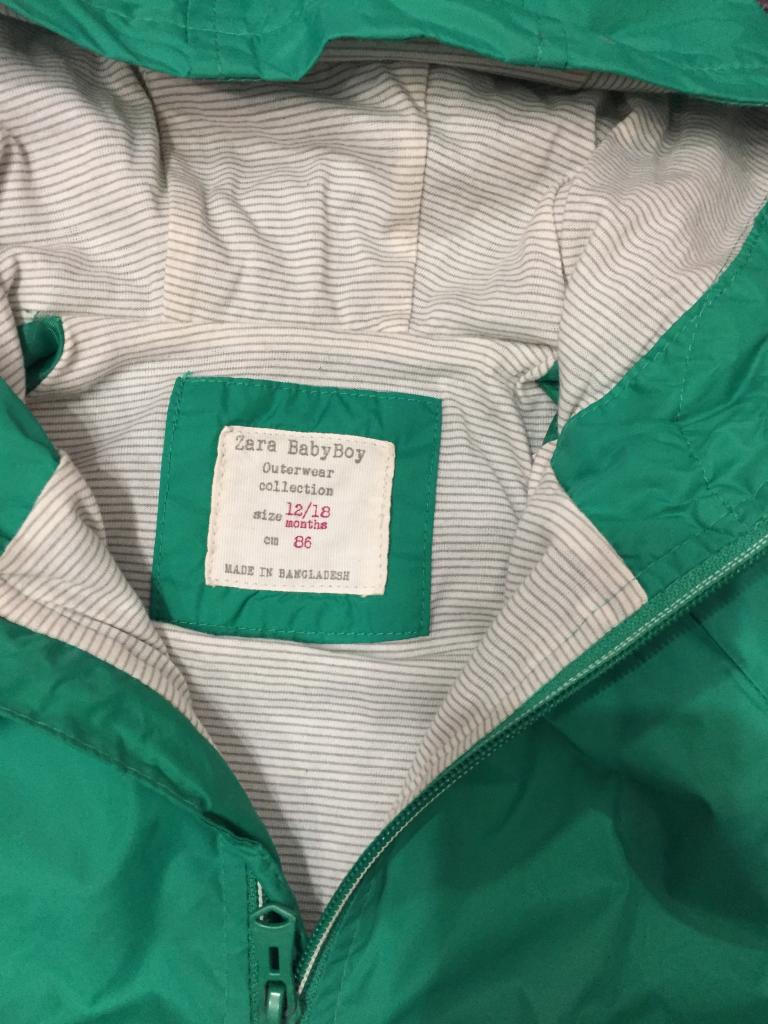 Zara BabyBoy
Outerwear
collection
size 12/18
months
cm 86
MADE IN BANGLADESH